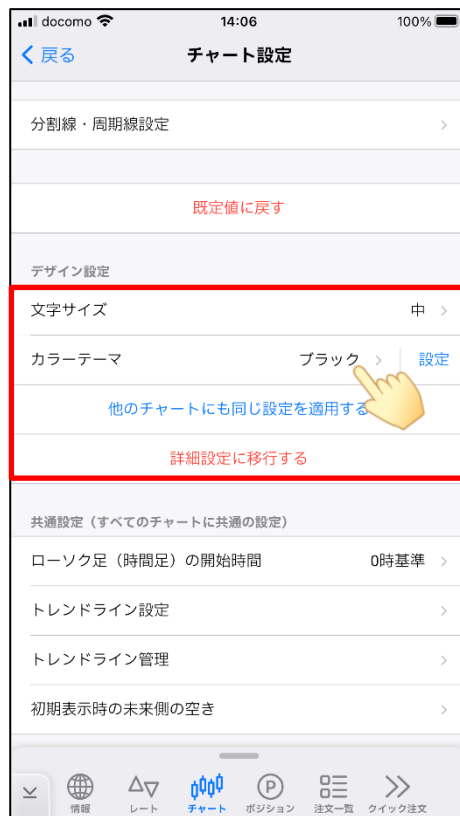 docomo 14:06 100%
戻る チャート設定
分割線・周期線設定
既定値に戻す
デザイン設定
文字サイズ 中
カラーテーマ ブラック 設定
他のチャートにも同じ設定を適用する
詳細設定に移行する
共通設定（すべてのチャートに共通の設定）
ローソク足（時間足）の開始時間 0時基準
トレンドライン設定
トレンドライン管理
初期表示時の未来側の空き
P
情報 レート チャート ポジション 注文一覧 クイック注文